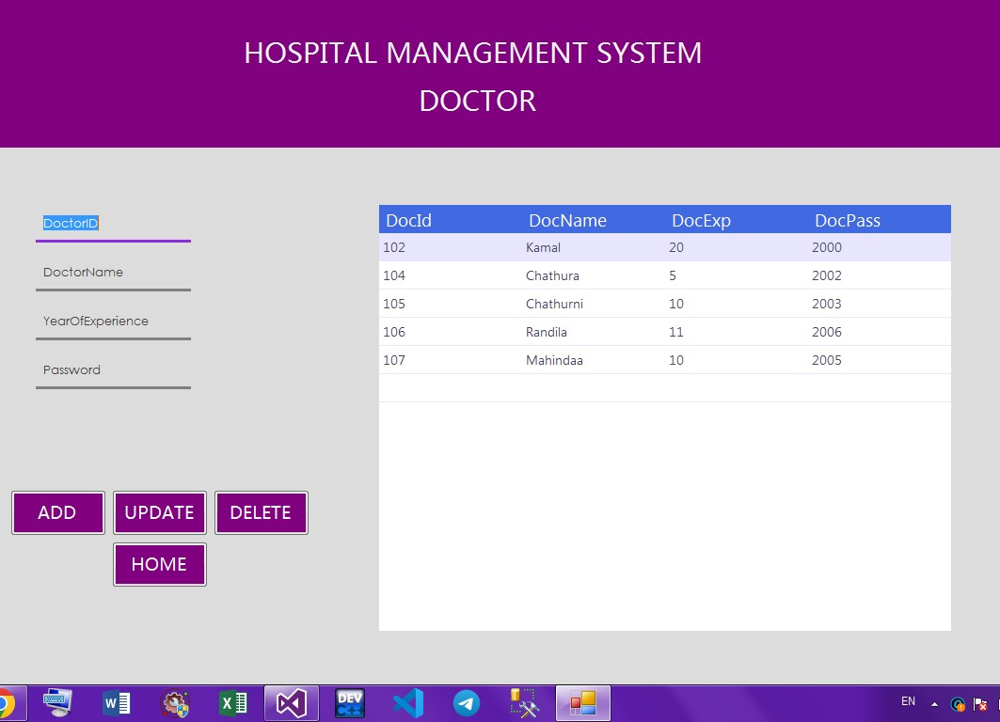 HOSPITAL MANAGEMENT SYSTEM
DOCTOR
DoctorID
DoctorName
YearOfExperience
Password
ADD UPDATE DELETE
HOME
DocId DocName DocExp DocPass
102 Kamal 20 2000
104 Chathura 5 2002
105 Chathurni 10 2003
106 Randila 11 2006
107 Mahindaa 10 2005
DEV
C++
EN